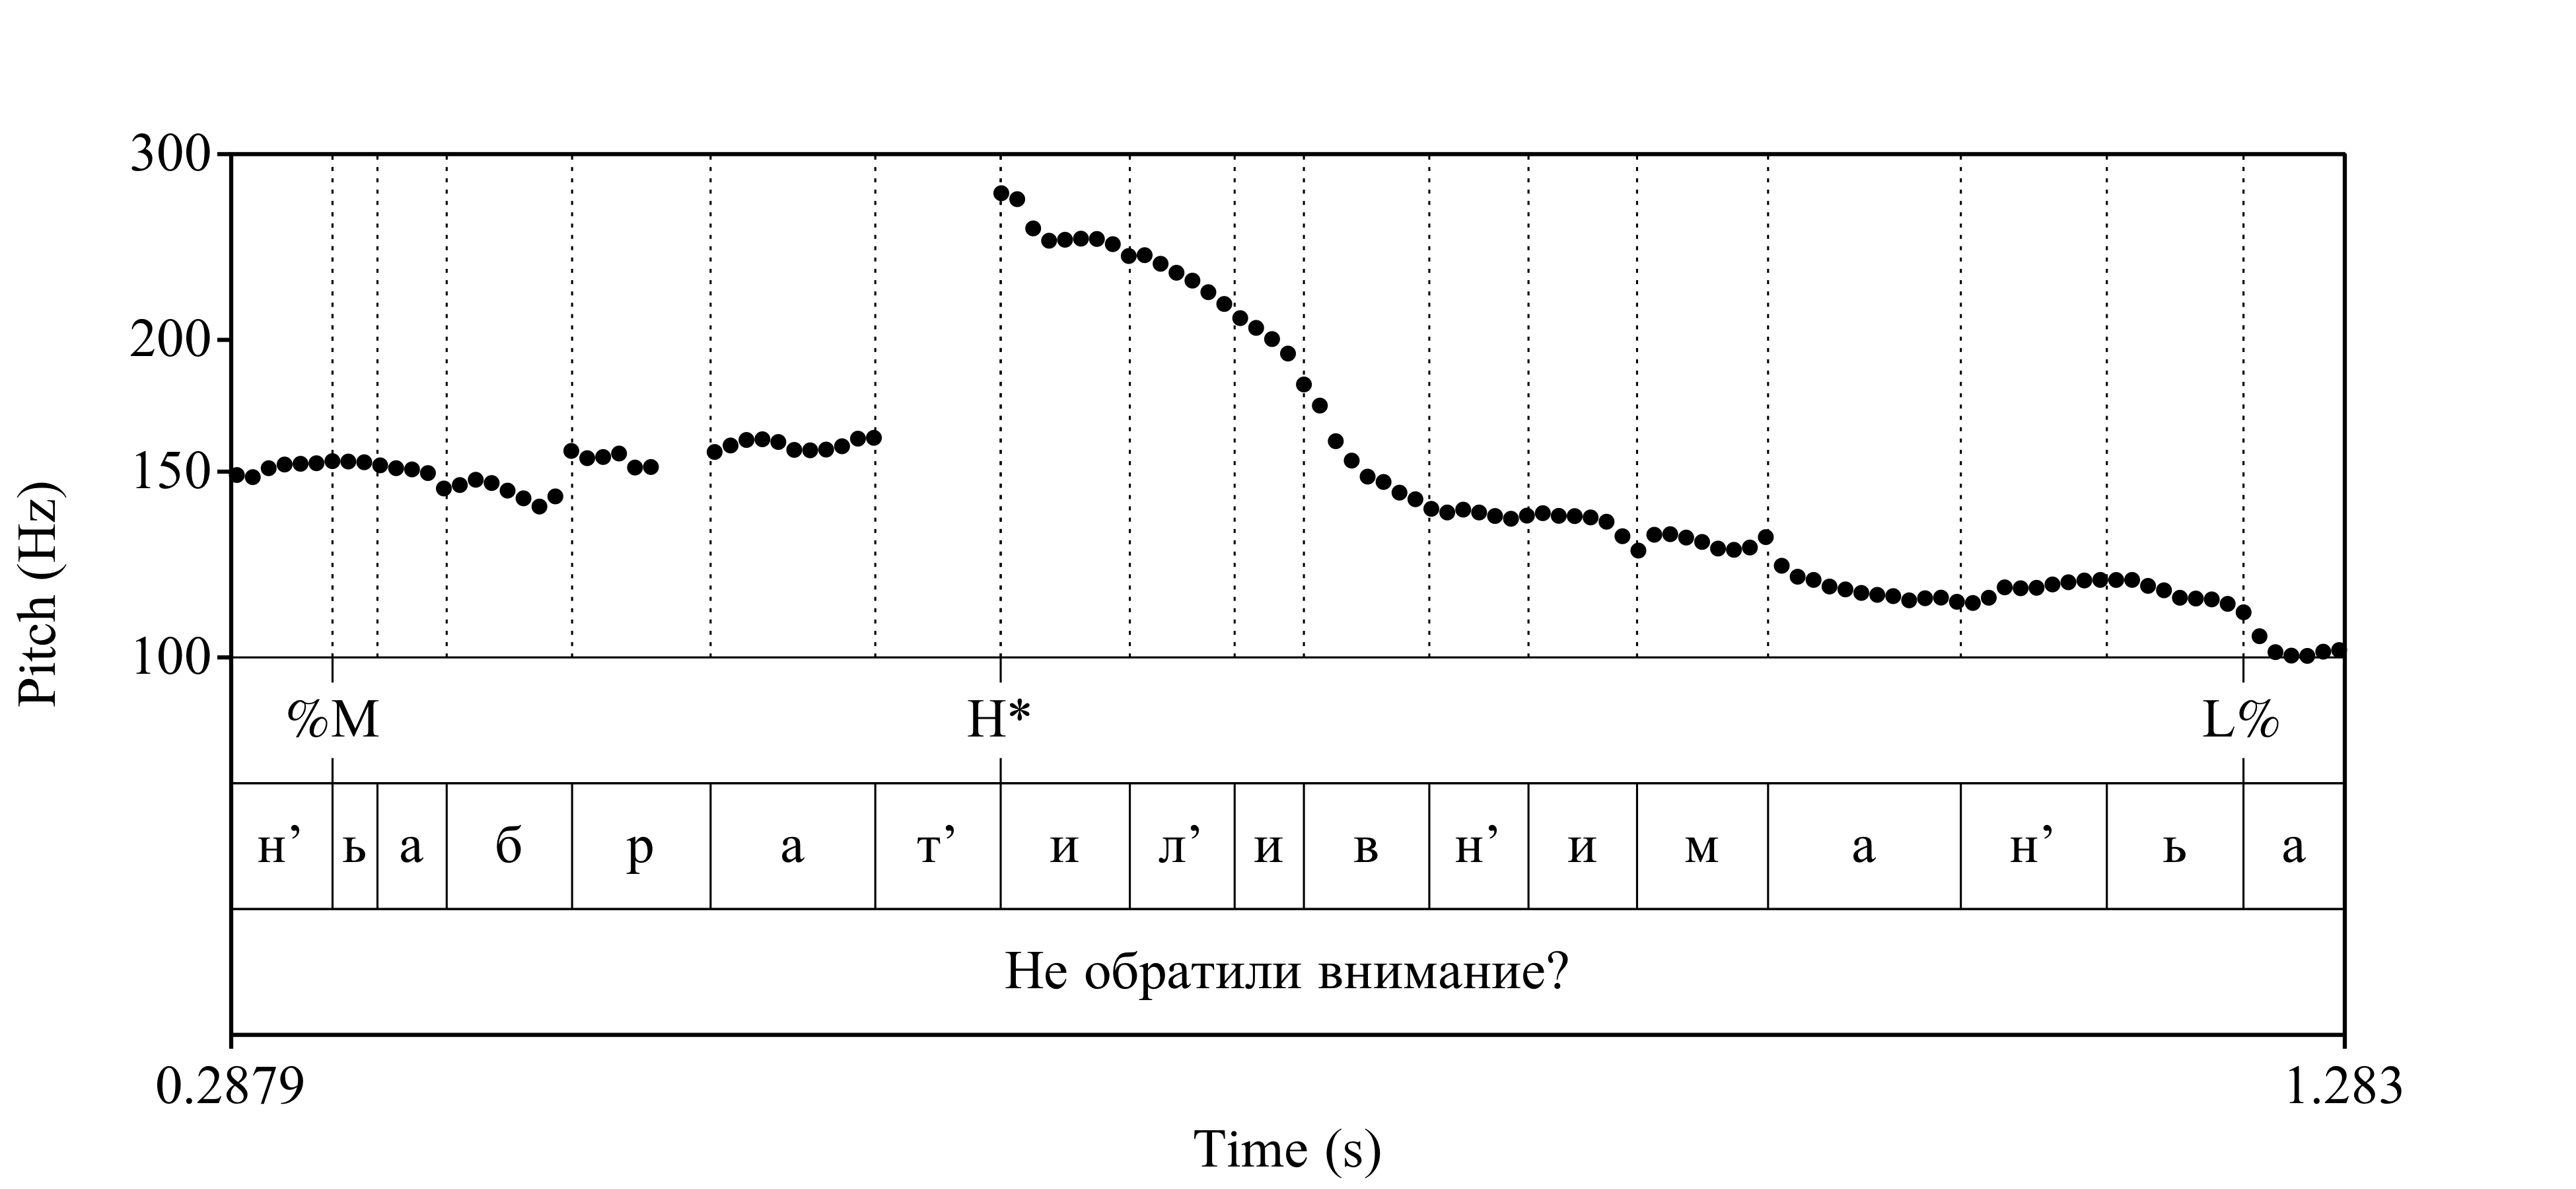 300
200
150
100
Pitch (Hz)
%M H* L%
н’ ь а б р а т’ и л’ и в н’ и м а н’ ь а
Не обратили внимание?
0.2879 1.283
Time (s)